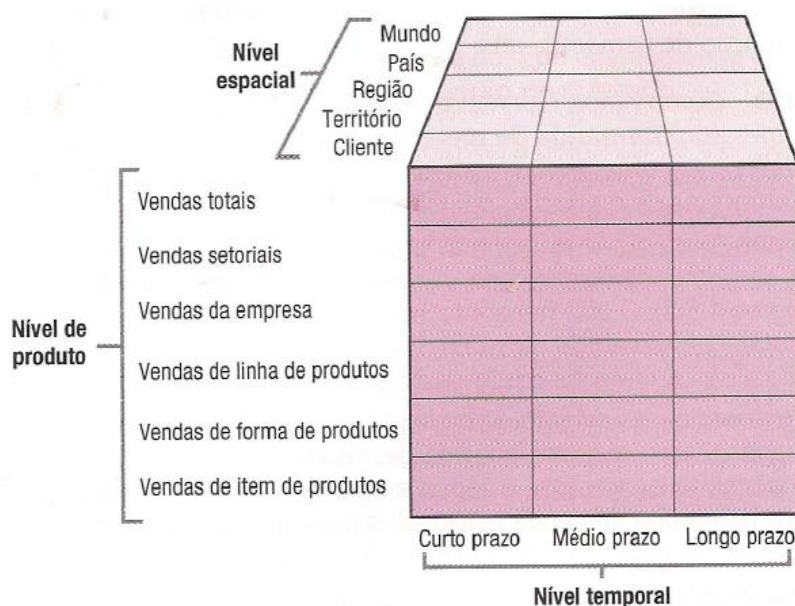 Nível
espacial
Mundo
País
Região
Território
Cliente
Nível de
produto
Vendas totais
Vendas setoriais
Vendas da empresa
Vendas de linha de produtos
Vendas de forma de produtos
Vendas de item de produtos
Curto prazo Médio prazo Longo prazo
Nível temporal